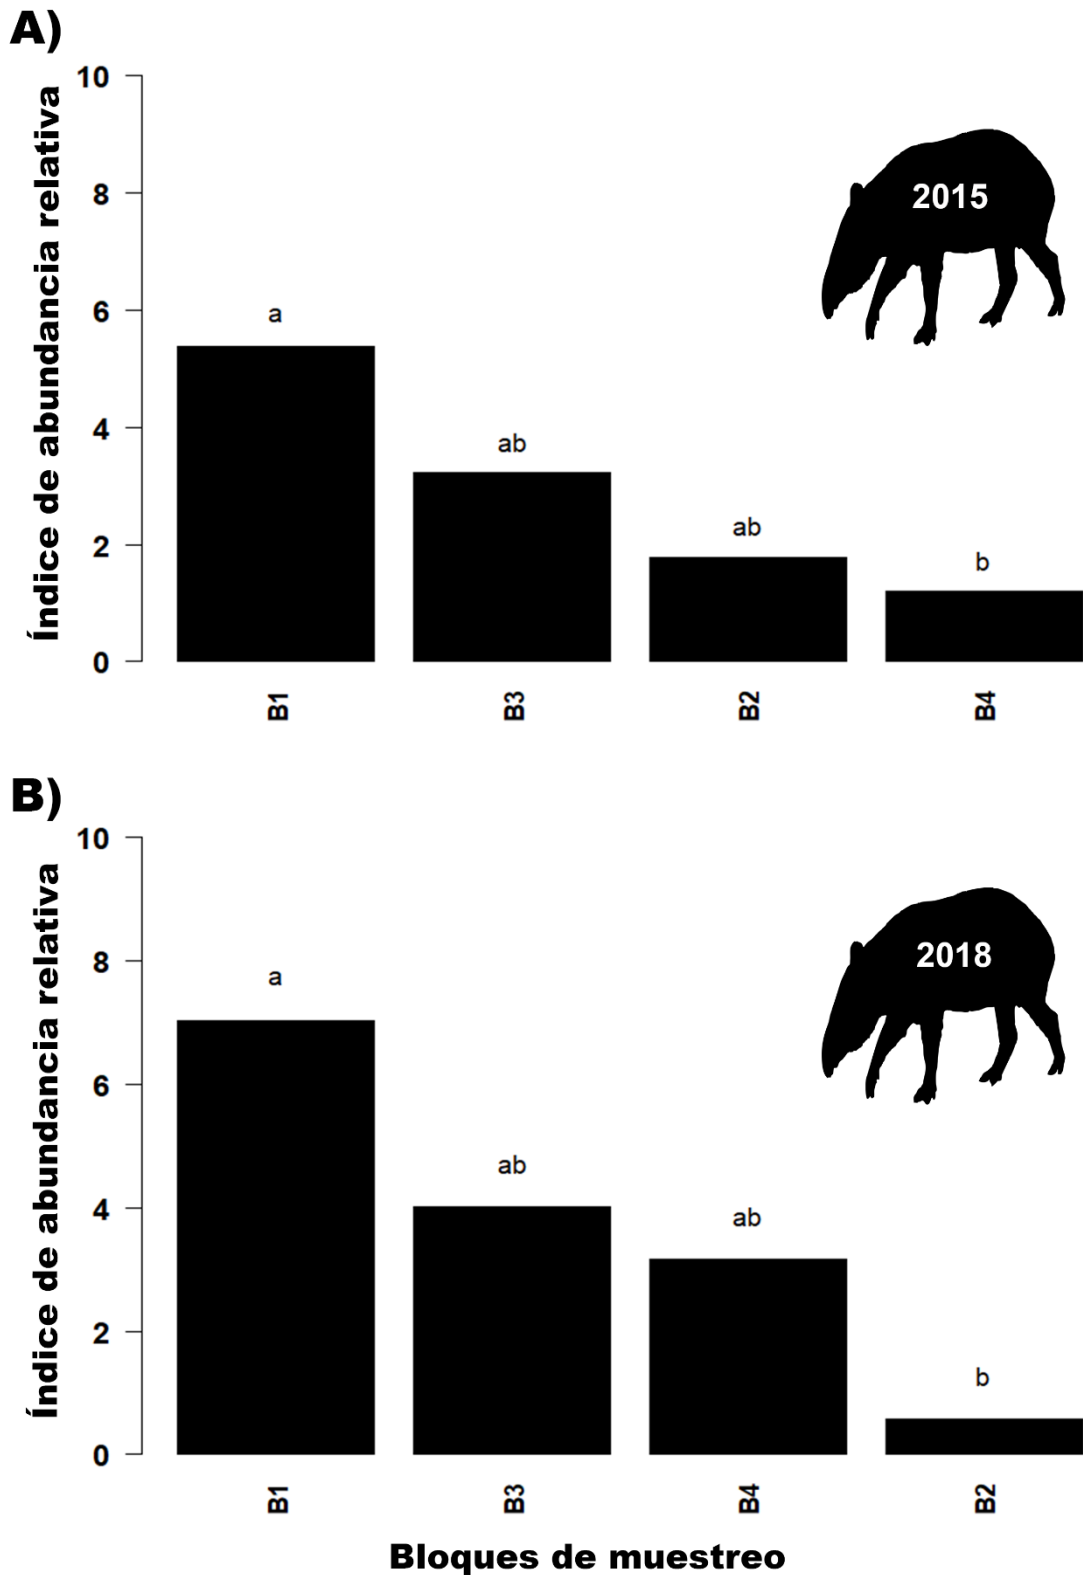 A)
Índice de abundancia relativa
10
8
6
4
2
0
2015
a
ab
ab
b
B1
B3
B2
B4
B)
Índice de abundancia relativa
10
8
6
4
2
0
2018
a
ab
ab
b
B1
B3
B4
B2
Bloques de muestreo